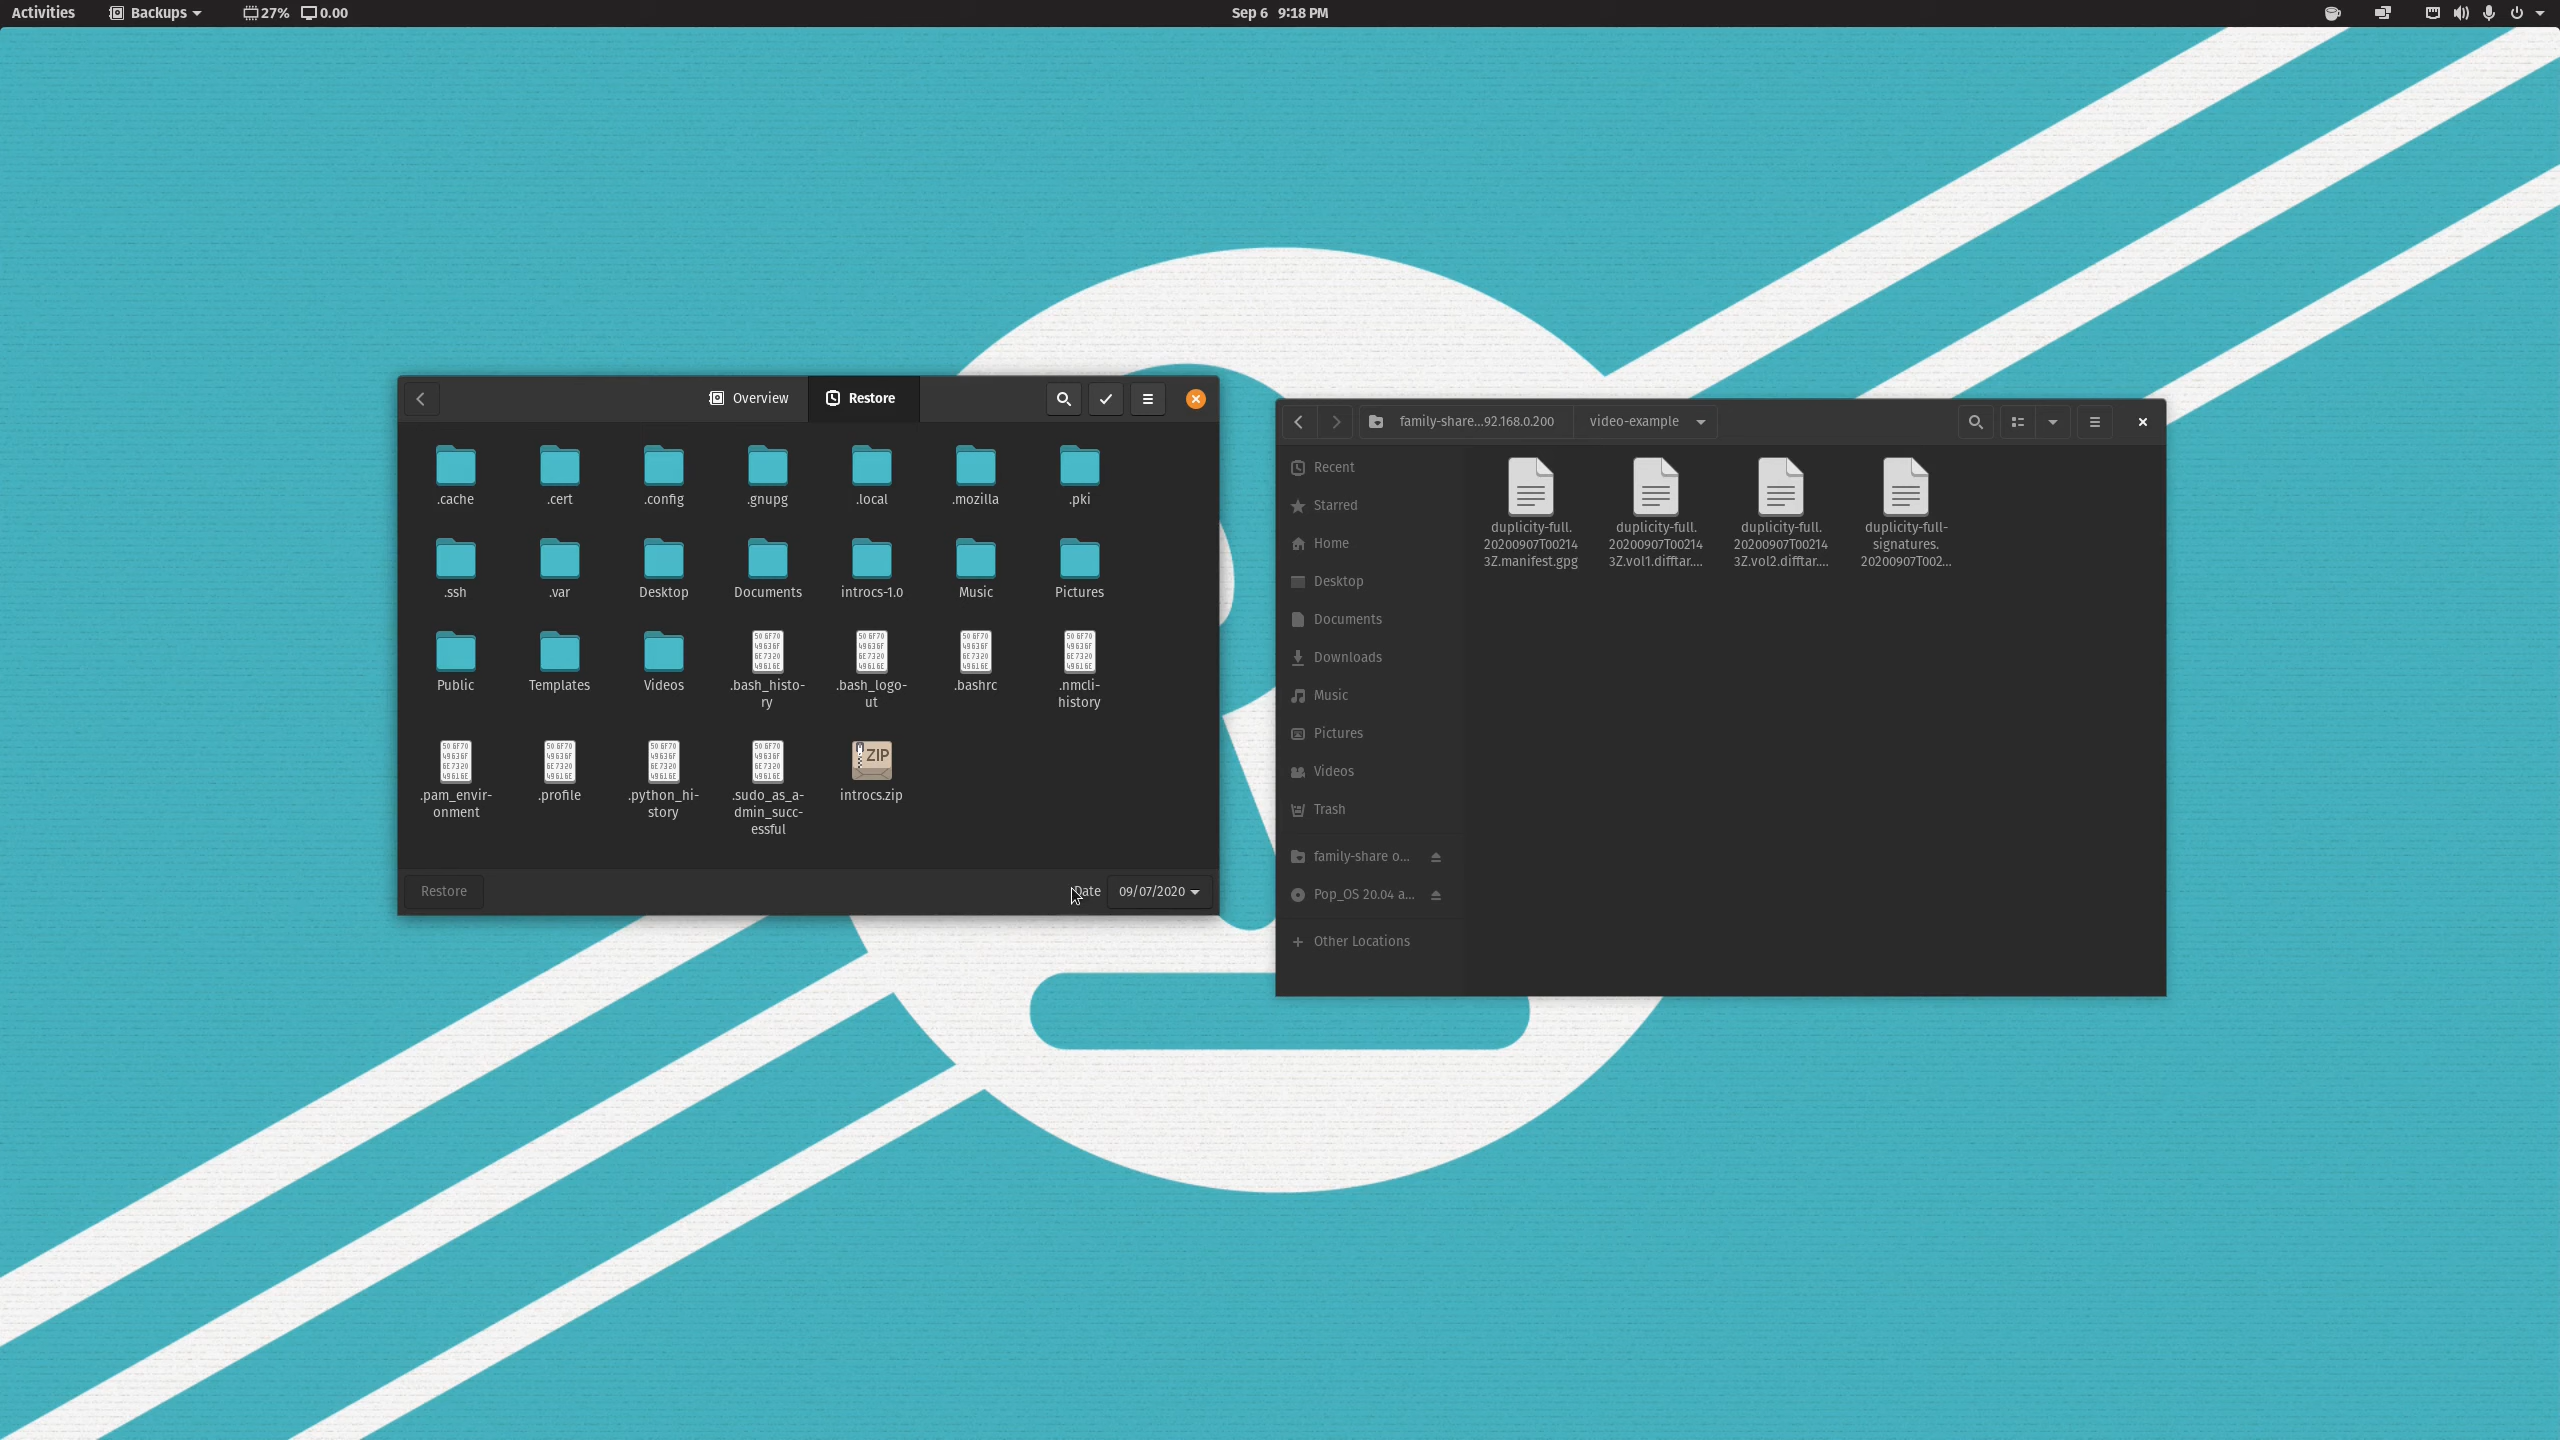 Activities
Backups
27%
0.00
Sep 6 9:18 PM
Overview
Restore
.cache
.cert
.config
.gnupg
.local
.mozilla
.pki
.ssh
.var
Desktop
Documents
introcs-1.0
Music
Pictures
Public
Templates
Videos
.bash_histo-
ry
.bash_logo-
ut
.bashrc
.nmcli-
history
.pam_envir-
onment
.profile
.python_hi-
story
.sudo_as_a-
dmin_succ-
essful
ZIP
introcs.zip
Restore
Date
09/07/2020
family-share...92.168.0.200
video-example
Recent
Starred
Home
Desktop
Documents
Downloads
Music
Pictures
Videos
Trash
family-share o...
Pop_OS 20.04 a...
Other Locations
duplicity-full.
20200907T00214
3Z.manifest.gpg
duplicity-full.
20200907T00214
3Z.vol1.difftar....
duplicity-full.
20200907T00214
3Z.vol2.difftar....
duplicity-full-
signatures.
20200907T002...